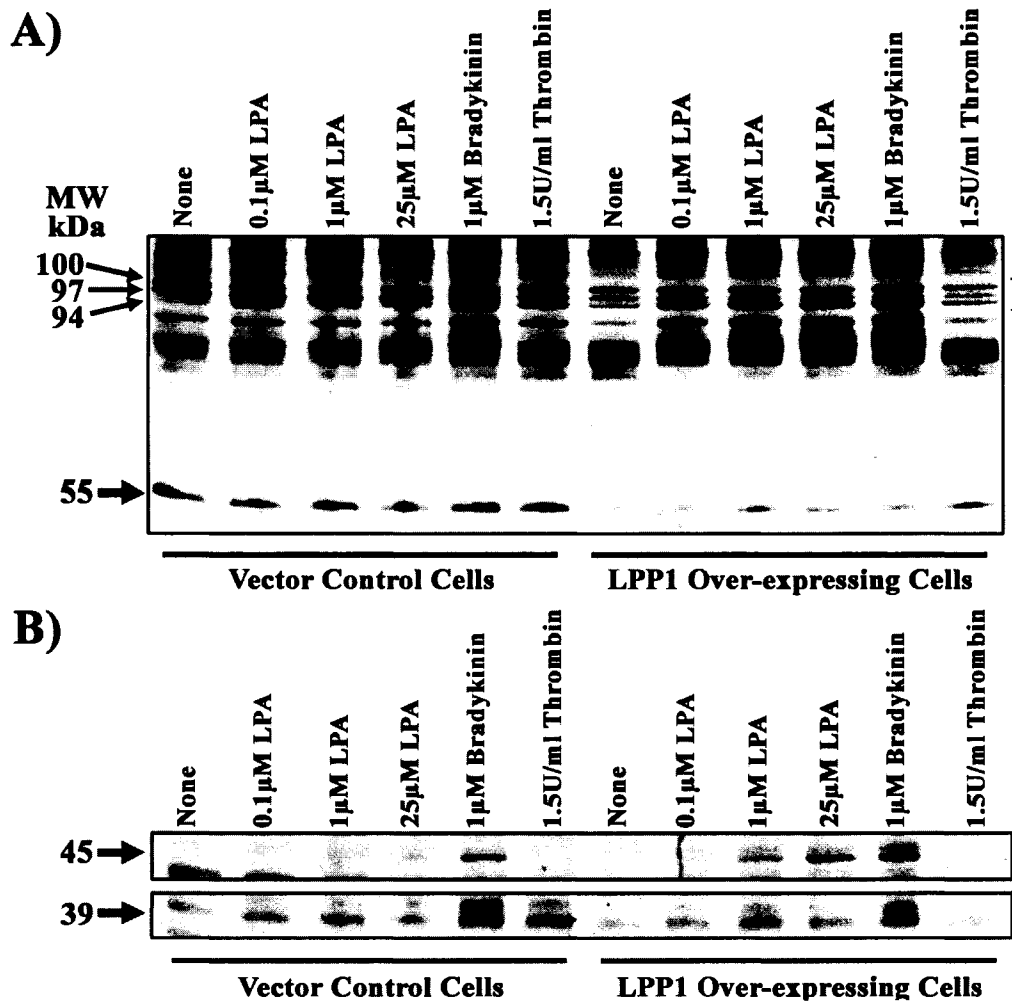 A)
None
0.1µM LPA
1µM LPA
25µM LPA
1µM Bradykinin
1.5U/ml Thrombin
None
0.1µM LPA
1µM LPA
25µM LPA
1µM Bradykinin
1.5U/ml Thrombin
MW
kDa
100
97
94
55
Vector Control Cells
LPP1 Over-expressing Cells
B)
None
0.1µM LPA
1µM LPA
25µM LPA
1µM Bradykinin
1.5U/ml Thrombin
None
0.1µM LPA
1µM LPA
25µM LPA
1µM Bradykinin
1.5U/ml Thrombin
45
39
Vector Control Cells
LPP1 Over-expressing Cells